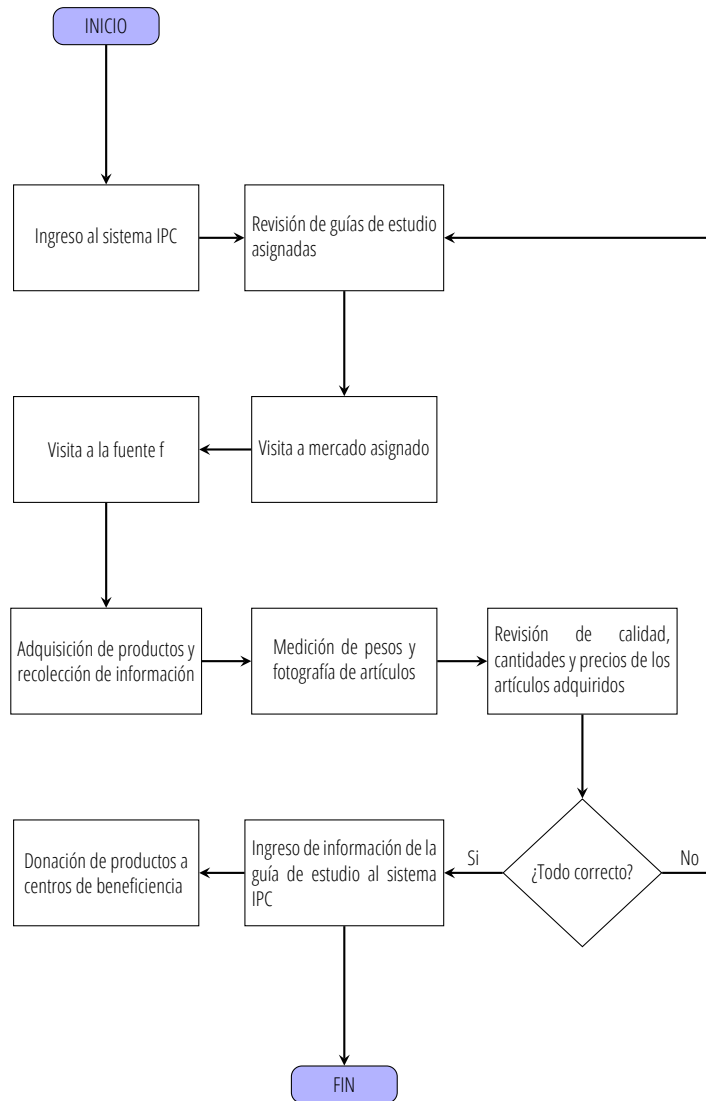 INICIO
Ingreso al sistema IPC
Revisión de guías de estudio
asignadas
Visita a la fuente f
Visita a mercado asignado
Adquisición de productos y
recolección de información
Medición de pesos y
fotografía de artículos
Revisión de calidad,
cantidades y precios de los
artículos adquiridos
Donación de productos a
centros de beneficiencia
Ingreso de información de la
guía de estudio al sistema
IPC
Si
¿Todo correcto?
No
FIN